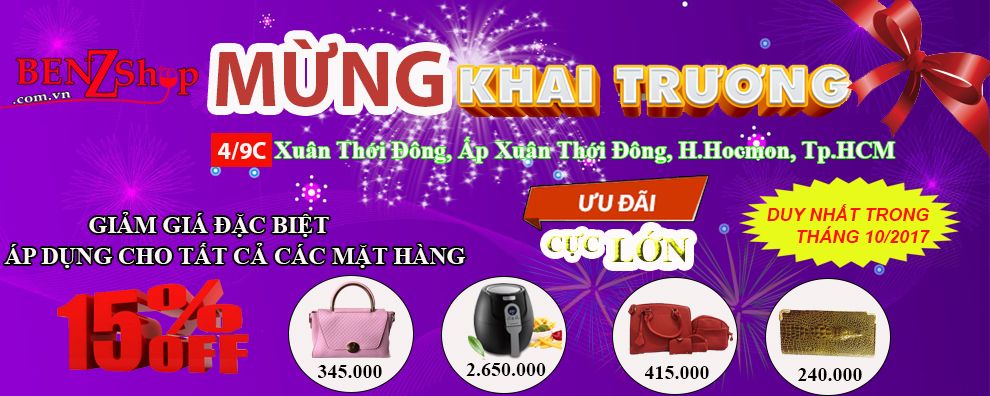 BENZShop
.com.vn
MỪNG KHAI TRƯƠNG
4/9C Xuân Thới Đông, Ấp Xuân Thới Đông, H.Hocmon, Tp.HCM
GIẢM GIÁ ĐẶC BIỆT
ÁP DỤNG CHO TẤT CẢ CÁC MẶT HÀNG
ƯU ĐÃI
CỰC LỚN
DUY NHẤT TRONG
THÁNG 10/2017
15%
OFF
345.000
2.650.000
415.000
240.000